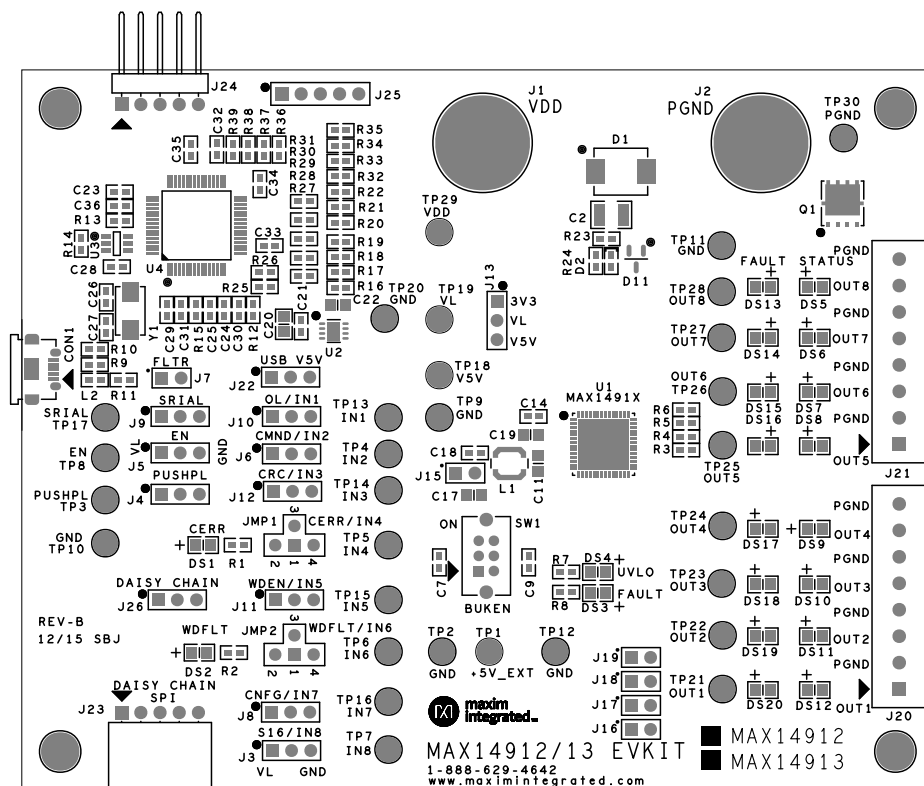 J24
J25
J1
VDD
J2
PGND
TP30
PGND
C35
C32
R39
R38
R37
R36
R31
R30
R29
R28
R27
C34
R35
R34
R33
R32
R22
R21
R20
R19
R18
R17
R16
C23
C36
R13
R14
U3
C28
U4
C33
R26
R25
D1
C2
R23
R24
D2
D11
Q1
TP29
VDD
TP11
GND
C26
C27
Y1
C29
C31
R15
C25
C24
C30
R12
C20
C21
C22
U2
TP20
GND
TP19
VL
J13
3V3
VL
V5V
TP28
OUT8
FAULT
STATUS
DS13
DS5
PGND
OUT8
PGND
TP27
OUT7
DS14
DS6
OUT7
PGND
CON1
R10
R9
L2
R11
FLTR
J7
USB V5V
J22
TP18
V5V
OUT6
TP26
DS15
DS16
DS7
DS8
OUT6
PGND
OUT5
J21
SRIAL
TP17
SRIAL
J9
OL/IN1
J10
TP13
IN1
TP9
GND
C14
U1
MAX1491X
R6
R5
R4
R3
TP25
OUT5
EN
TP8
VL
EN
GND
J5
CMND/IN2
J6
TP4
IN2
C19
C18
J15
L1
C11
C17
PUSHPL
TP3
PUSHPL
J4
CRC/IN3
J12
TP14
IN3
GND
TP10
CERR
DS1
R1
JMP1
3
CERR/IN4
2 1 4
TP5
IN4
ON
SW1
C7
C9
BUKEN
R7
DS4
UVLO
R8
DS3
FAULT
TP24
OUT4
DS17
DS9
PGND
OUT4
PGND
TP23
OUT3
DS18
DS10
OUT3
PGND
DAISY CHAIN
J26
WDEN/IN5
J11
TP15
IN5
REV-B
12/15 SBJ
WDFLT
DS2
R2
JMP2
3
WDFLT/IN6
2 1 4
TP6
IN6
TP2
GND
TP1
+5V_EXT
TP12
GND
TP22
OUT2
DS19
DS11
OUT2
PGND
J19
J18
J17
J16
TP21
OUT1
DS20
DS12
OUT1
J20
DAISY CHAIN
SPI
J23
CNFG/IN7
J8
TP16
IN7
S16/IN8
J3
VL
GND
TP7
IN8
maxim
integrated™
MAX14912/13 EVKIT
1-888-629-4642
www.maximintegrated.com
MAX14912
MAX14913